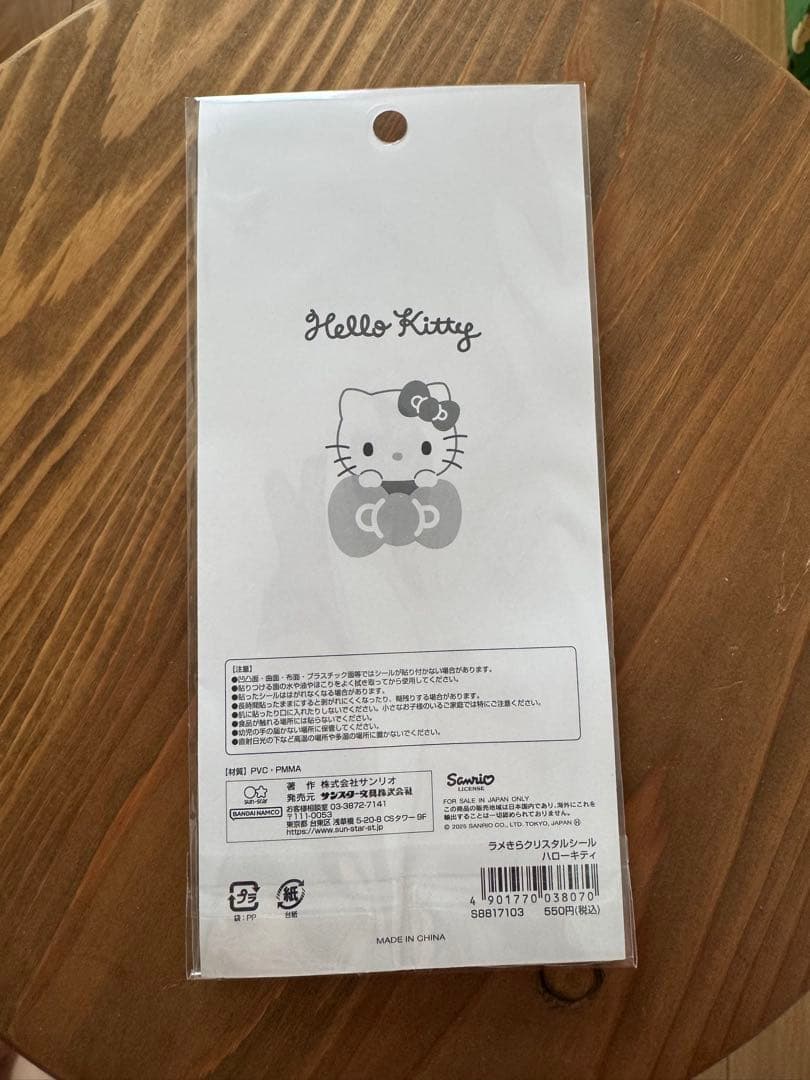 Hello Kitty
【注意】
●凹凸面・曲面・布面・プラスチック面等ではシールが貼り付かない場合があります。
●貼りつける面の水や油やほこりをよく拭き取ってから使用してください。
●貼ったシールははがれなくなる場合があります。
●長時間貼ったままにすると剥がれにくくなったり、糊残りする場合があります。
●肌に貼ったり口に入れたりしないでください。小さなお子様のいるご家庭では特にご注意ください。
●食品が触れる場所には貼らないでください。
●幼児の手の届かない場所に保管してください。
●直射日光の下など高温の場所や多湿の場所に置かないでください。
【材質】PVC・PMMA
sun-star
BANDAI NAMCO
著 作 株式会社サンリオ
発売元 サンスター文具株式会社
お客様相談室 03-3872-7141
〒111-0053
東京都 台東区 浅草橋 5-20-8 CSタワー 9F
https://www.sun-star-st.jp
Sanrio
LICENSE
FOR SALE IN JAPAN ONLY
この商品の販売地域は日本国内であり、海外にこれを
輸出することは一切認められておりません。
© 2025 SANRIO CO., LTD. TOKYO, JAPAN Ⓗ
ラメきらクリスタルシール
ハローキティ
4 901770 038070
S8817103 550円(税込)
プラ
袋:PP
紙
台紙
MADE IN CHINA